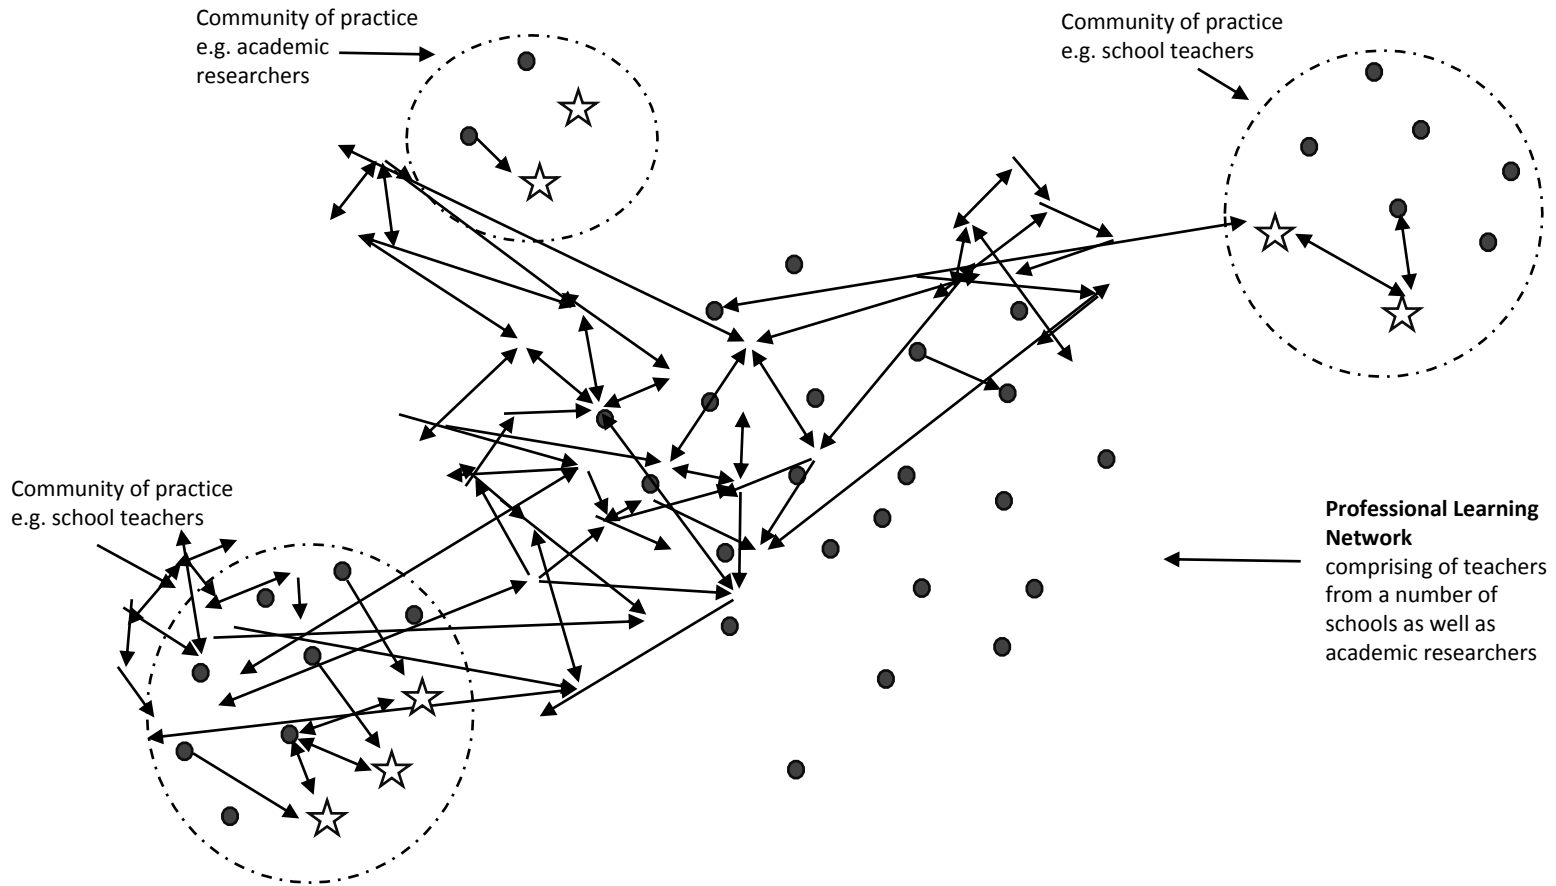 Community of practice
e.g. academic
researchers
Community of practice
e.g. school teachers
Community of practice
e.g. school teachers
Professional Learning
Network
comprising of teachers
from a number of
schools as well as
academic researchers